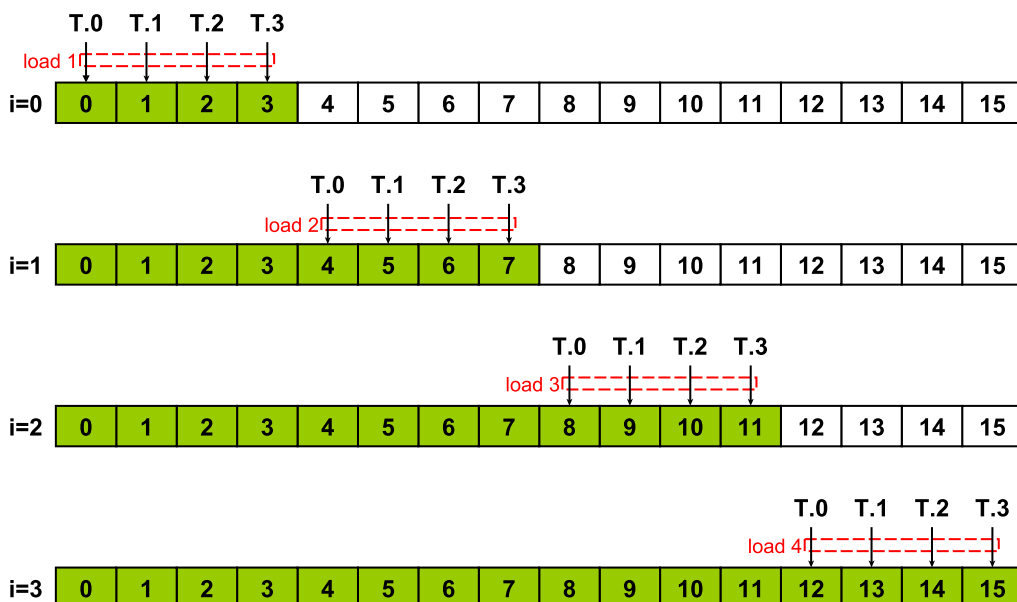 T.0 T.1 T.2 T.3
load 1
i=0 0 1 2 3 4 5 6 7 8 9 10 11 12 13 14 15
T.0 T.1 T.2 T.3
load 2
i=1 0 1 2 3 4 5 6 7 8 9 10 11 12 13 14 15
T.0 T.1 T.2 T.3
load 3
i=2 0 1 2 3 4 5 6 7 8 9 10 11 12 13 14 15
T.0 T.1 T.2 T.3
load 4
i=3 0 1 2 3 4 5 6 7 8 9 10 11 12 13 14 15